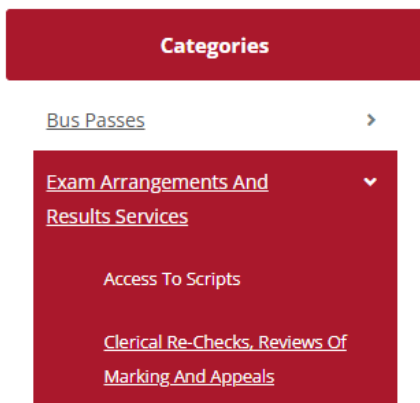 Categories
Bus Passes
Exam Arrangements And
Results Services
Access To Scripts
Clerical Re-Checks, Reviews Of
Marking And Appeals